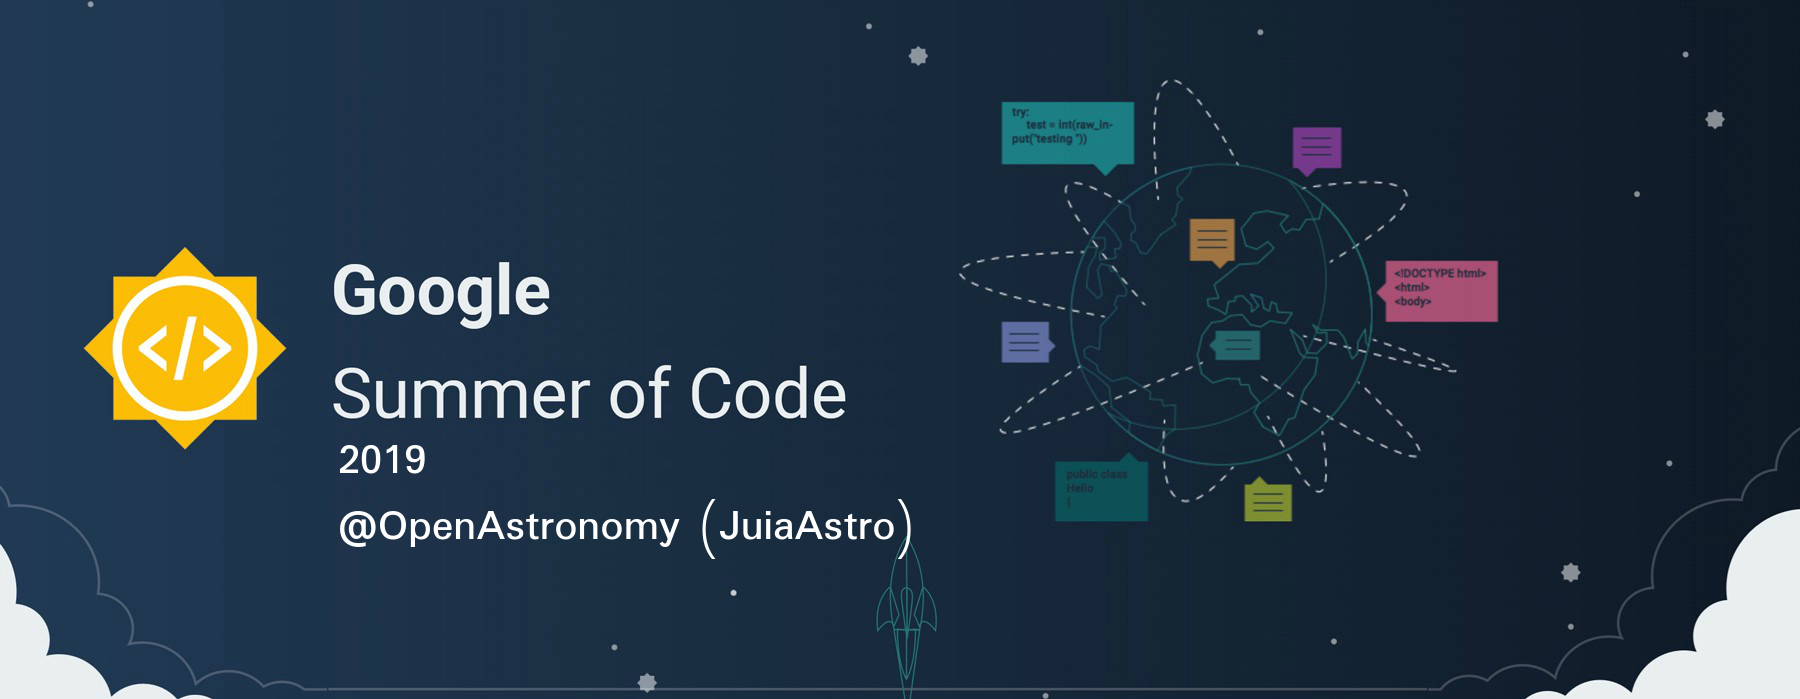 Google
Summer of Code
2019
@OpenAstronomy (JuiaAstro)
</>
try:
test = int(raw_in-
put("testing "))
<!DOCTYPE html>
<html>
<body>
public class
Hello
{